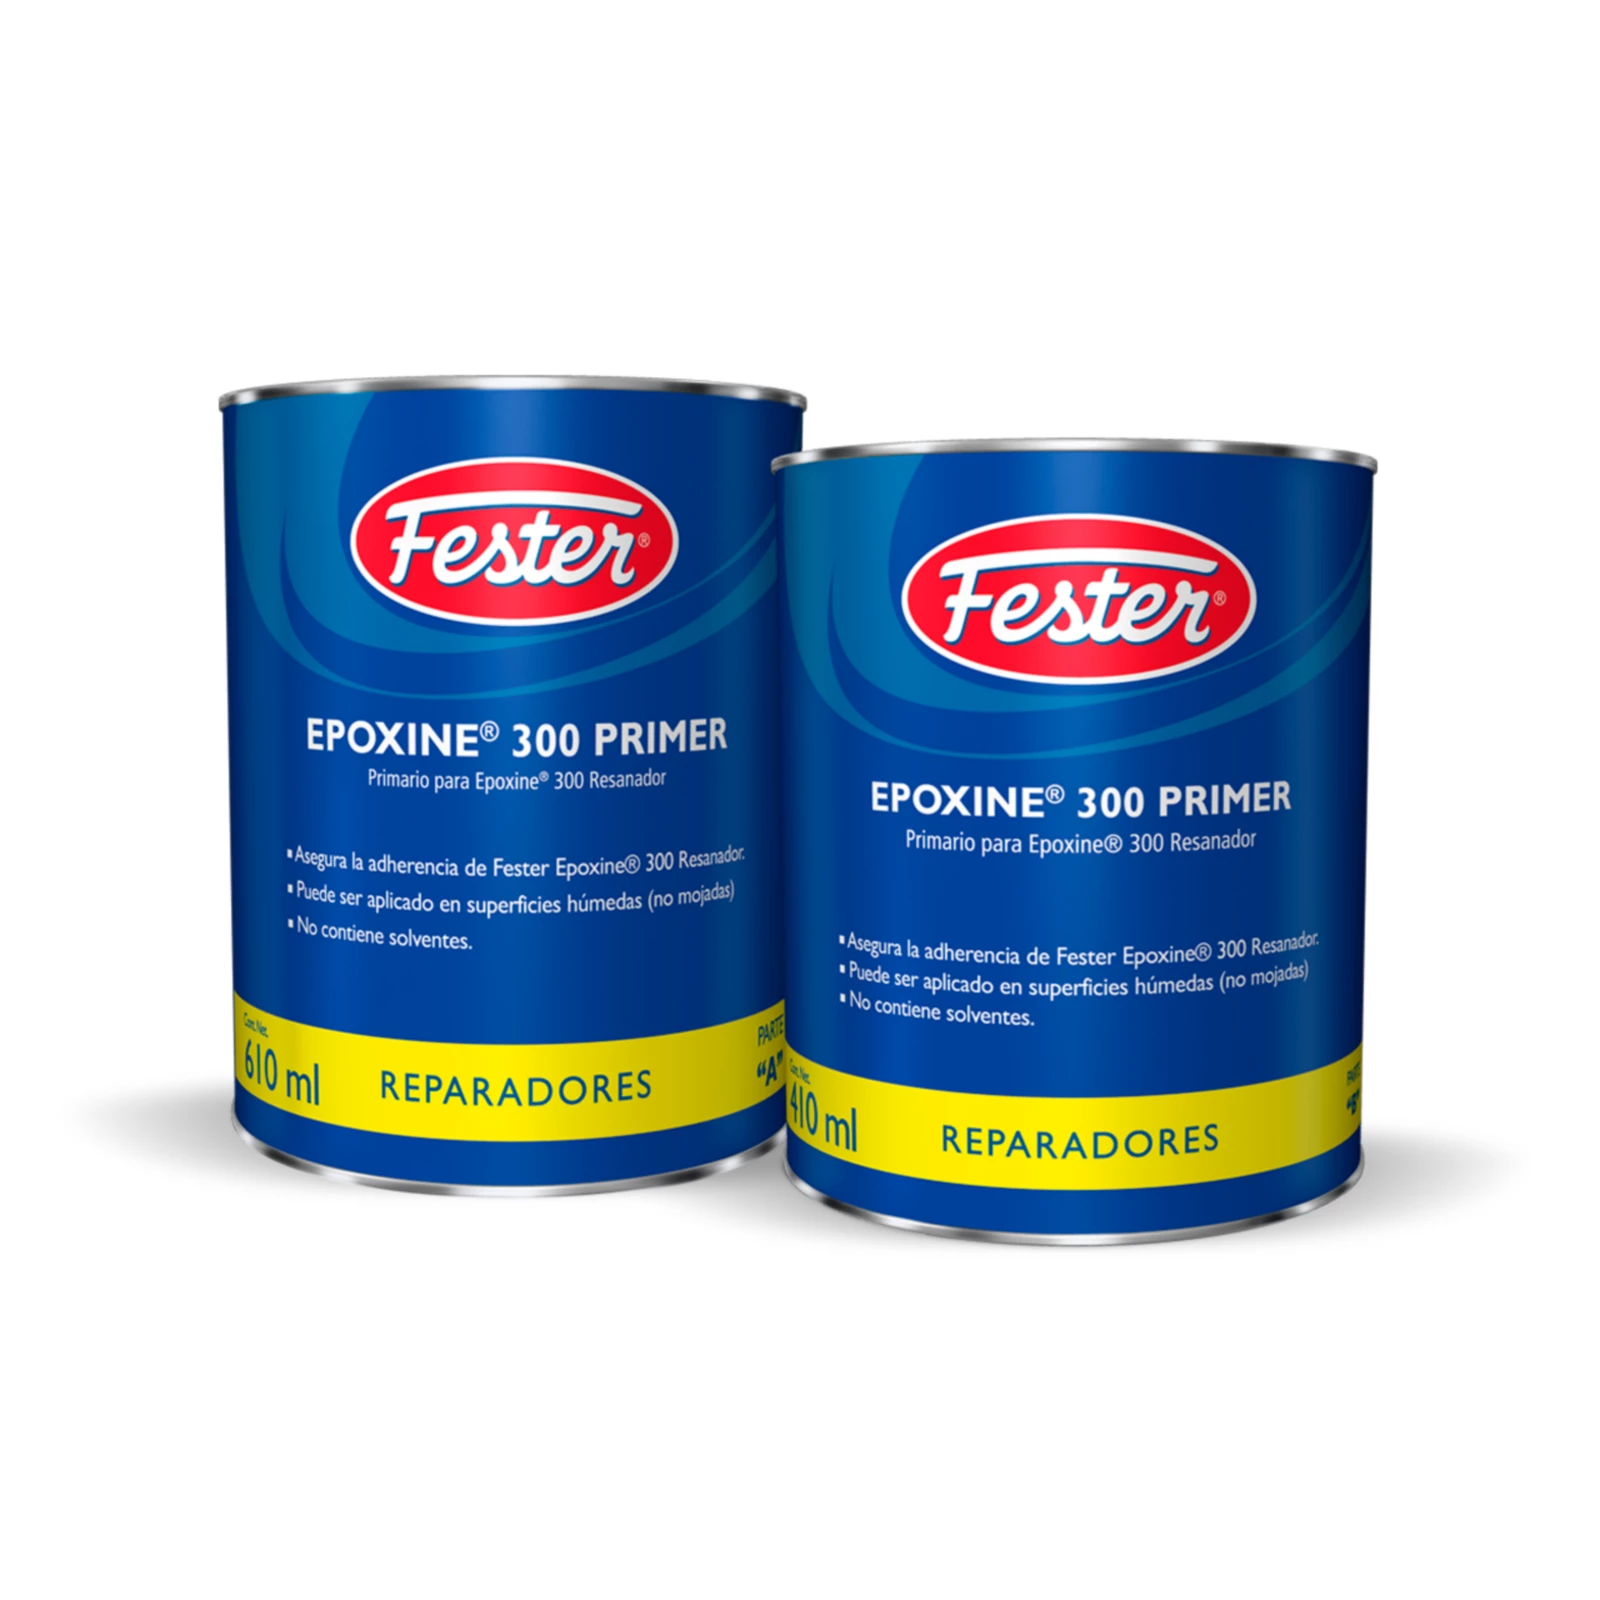 Fester®
EPOXINE® 300 PRIMER
Primario para Epoxine® 300 Resanador
▪ Asegura la adherencia de Fester Epoxine® 300 Resanador.
▪ Puede ser aplicado en superficies húmedas (no mojadas)
▪ No contiene solventes.
Cont. Net.
610 ml
REPARADORES
PARTE
“A”
Fester®
EPOXINE® 300 PRIMER
Primario para Epoxine® 300 Resanador
▪ Asegura la adherencia de Fester Epoxine® 300 Resanador.
▪ Puede ser aplicado en superficies húmedas (no mojadas)
▪ No contiene solventes.
Cont. Net.
410 ml
REPARADORES
PARTE
“B”